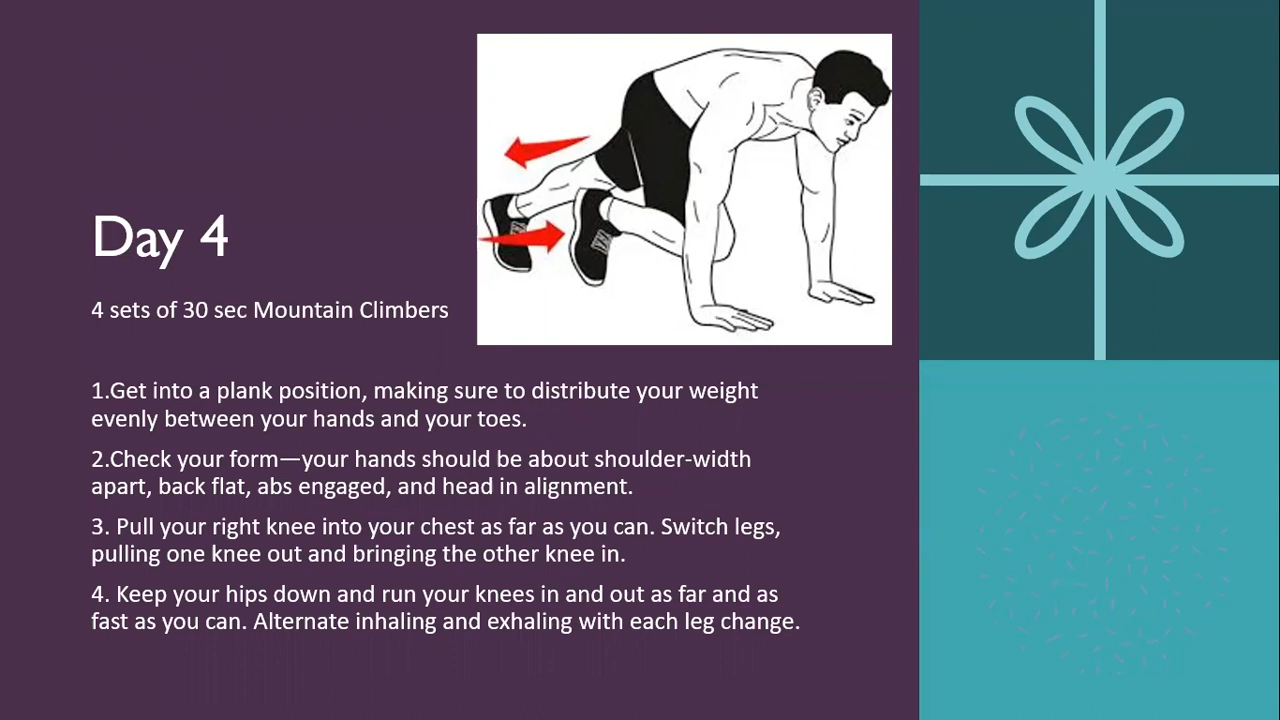 Day 4
4 sets of 30 sec Mountain Climbers
1.Get into a plank position, making sure to distribute your weight
evenly between your hands and your toes.
2.Check your form—your hands should be about shoulder-width
apart, back flat, abs engaged, and head in alignment.
3. Pull your right knee into your chest as far as you can. Switch legs,
pulling one knee out and bringing the other knee in.
4. Keep your hips down and run your knees in and out as far and as
fast as you can. Alternate inhaling and exhaling with each leg change.